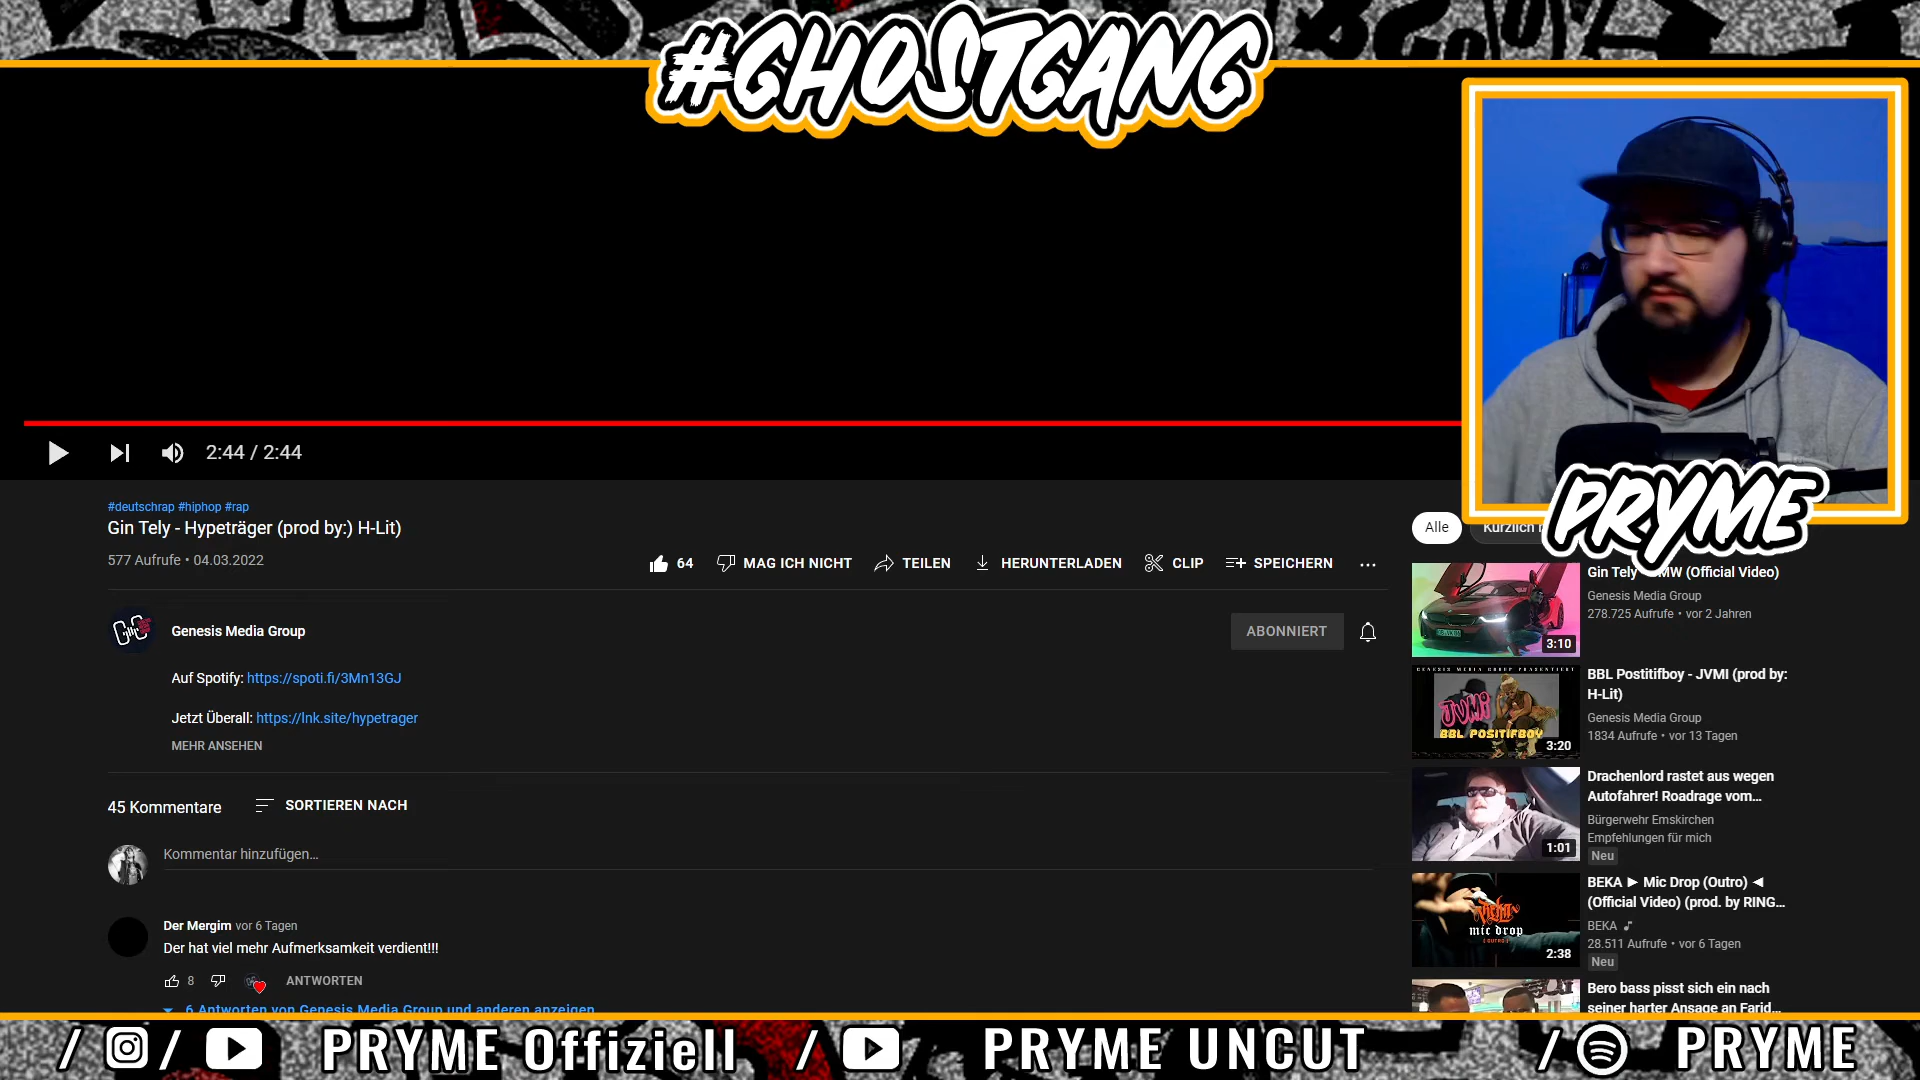 #GHOSTGANG
2:44 / 2:44
#deutschrap #hiphop #rap
Gin Tely - Hypeträger (prod by:) H-Lit)
577 Aufrufe • 04.03.2022
64
MAG ICH NICHT
TEILEN
HERUNTERLADEN
CLIP
SPEICHERN
Genesis Media Group
ABONNIERT
Auf Spotify: https://spoti.fi/3Mn13GJ
Jetzt Überall: https://lnk.site/hypetrager
MEHR ANSEHEN
45 Kommentare
SORTIEREN NACH
Kommentar hinzufügen...
Der Mergim vor 6 Tagen
Der hat viel mehr Aufmerksamkeit verdient!!!
8
ANTWORTEN
6 Antworten von Genesis Media Group und anderen anzeigen
PRYME
Alle
Kürzlich
Gin Tely
(Official Video)
Genesis Media Group
278.725 Aufrufe • vor 2 Jahren
3:10
GENESIS MEDIA GROUP PRÄSENTIERT
JVMI
BBL POSITIFBOY
3:20
BBL Postitifboy - JVMI (prod by:
H-Lit)
Genesis Media Group
1834 Aufrufe • vor 13 Tagen
1:01
Drachenlord rastet aus wegen
Autofahrer! Roadrage vom...
Bürgerwehr Emskirchen
Empfehlungen für mich
Neu
mic drop
2:38
BEKA ► Mic Drop (Outro) ◄
(Official Video) (prod. by RING...
BEKA
28.511 Aufrufe • vor 6 Tagen
Neu
Bero bass pisst sich ein nach
seiner harter Ansage an Farid...
/ / PRYME Offiziell / PRYME UNCUT / PRYME